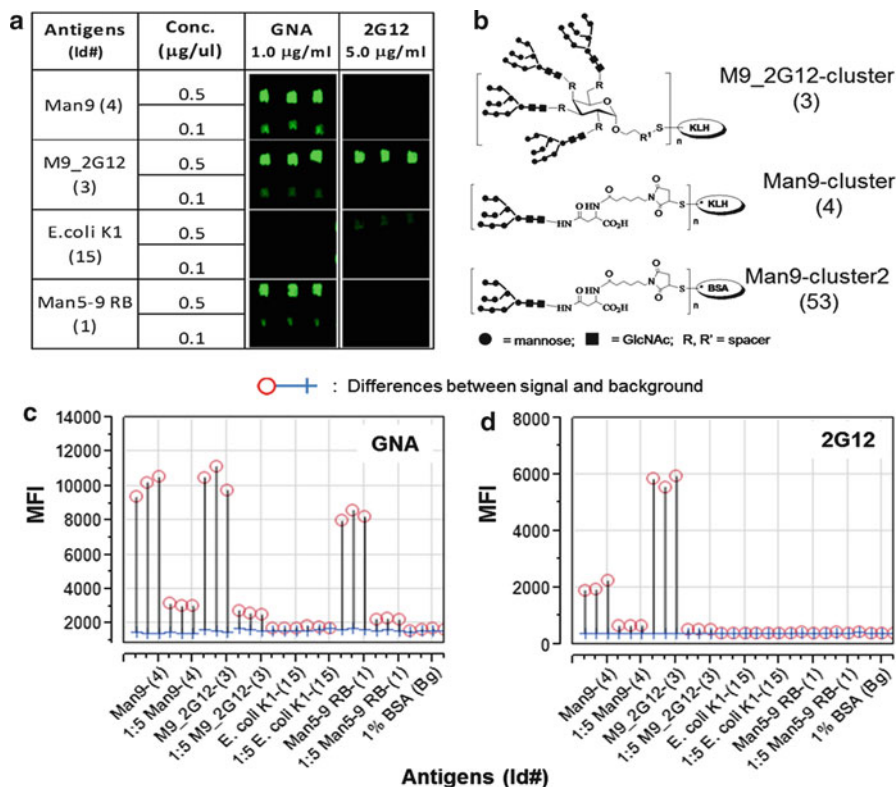 a
Antigens (Id#)
Conc. (µg/ul)
GNA 1.0 µg/ml
2G12 5.0 µg/ml
Man9 (4)
0.5
0.1
M9_2G12 (3)
0.5
0.1
E.coli K1 (15)
0.5
0.1
Man5-9 RB (1)
0.5
0.1
b
R
R
R
R
R
O
O
R¹
S
n
KLH
M9_2G12-cluster (3)
HN
O
HN
O
CO₂H
O
N
O
S
n
* KLH
Man9-cluster (4)
HN
O
HN
O
CO₂H
O
N
O
S
n
* BSA
Man9-cluster2 (53)
= mannose; = GlcNAc; R, R' = spacer
: Differences between signal and background
c
GNA
MFI
14000
12000
10000
8000
6000
4000
2000
Man9-(4)
1:5 Man9-(4)
M9_2G12-(3)
1:5 M9_2G12-(3)
E. coli K1-(15)
1:5 E. coli K1-(15)
Man5-9 RB-(1)
1:5 Man5-9 RB-(1)
1% BSA (Bg)
d
2G12
MFI
8000
6000
4000
2000
0
Man9-(4)
1:5 Man9-(4)
M9_2G12-(3)
1:5 M9_2G12-(3)
E. coli K1-(15)
1:5 E. coli K1-(15)
Man5-9 RB-(1)
1:5 Man5-9 RB-(1)
1% BSA (Bg)
Antigens (Id#)